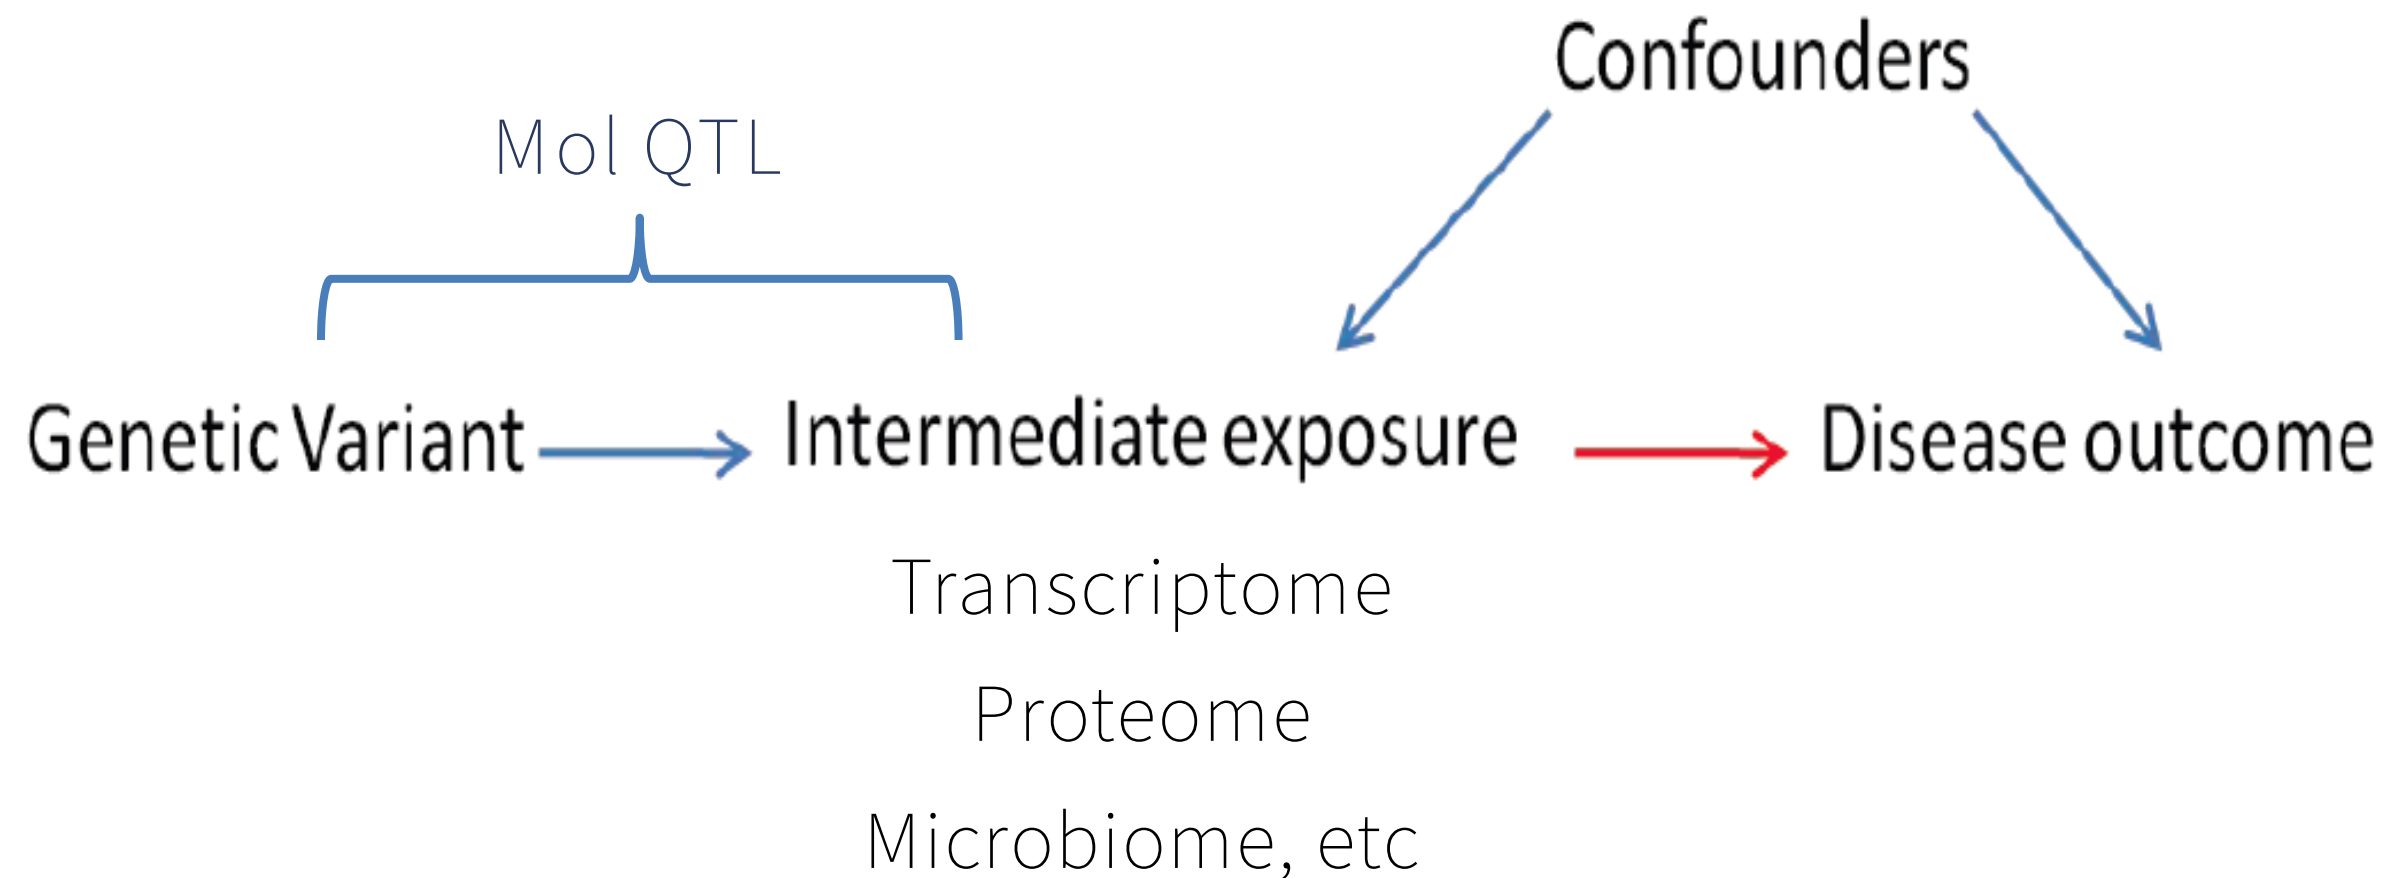 Confounders
Mol QTL
Genetic Variant
Intermediate exposure
Disease outcome
Transcriptome
Proteome
Microbiome, etc